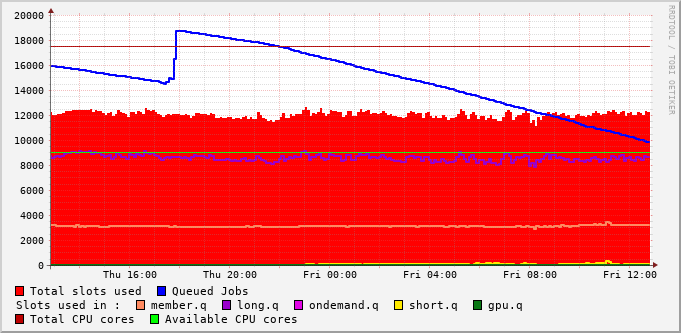 20000
18000
16000
14000
12000
10000
8000
6000
4000
2000
0
Thu 16:00 Thu 20:00 Fri 00:00 Fri 04:00 Fri 08:00 Fri 12:00
Total slots used Queued Jobs
Slots used in : member.q long.q ondemand.q short.q gpu.q
Total CPU cores Available CPU cores
RRDTOOL / TOBI OETIKER